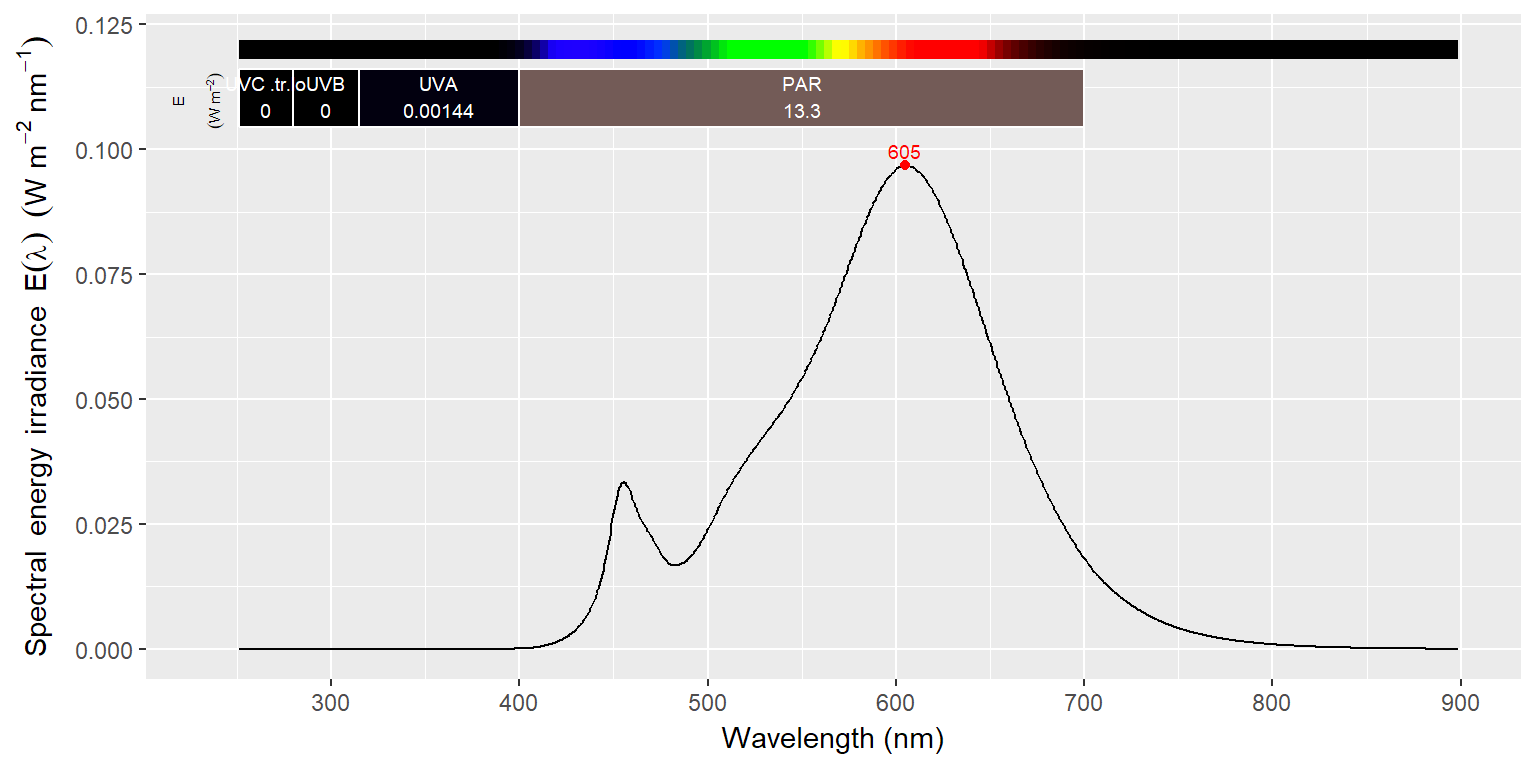 Spectral energy irradiance E(λ) (W m⁻² nm⁻¹)
0.125
0.100
0.075
0.050
0.025
0.000
E
(W m⁻²)
UVC .tr.o
0
UVB
0
UVA
0.00144
PAR
13.3
605
300 400 500 600 700 800 900
Wavelength (nm)